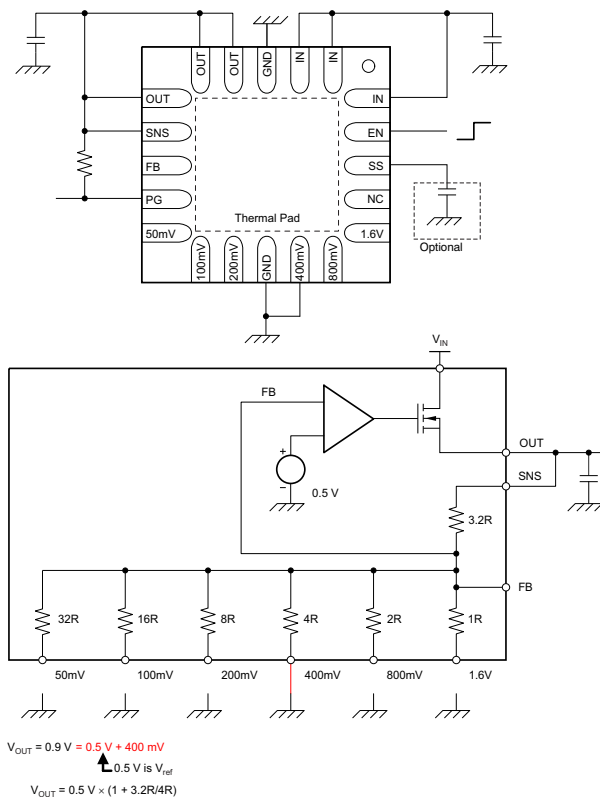 OUT OUT GND IN IN
OUT
IN
SNS
EN
FB
SS
PG
NC
50mV
1.6V
Thermal Pad
Optional
100mV 200mV GND 400mV 800mV
VIN
FB
OUT
SNS
+
−
0.5 V
3.2R
FB
32R 16R 8R 4R 2R 1R
50mV 100mV 200mV 400mV 800mV 1.6V
VOUT = 0.9 V = 0.5 V + 400 mV
0.5 V is Vref
VOUT = 0.5 V × (1 + 3.2R/4R)